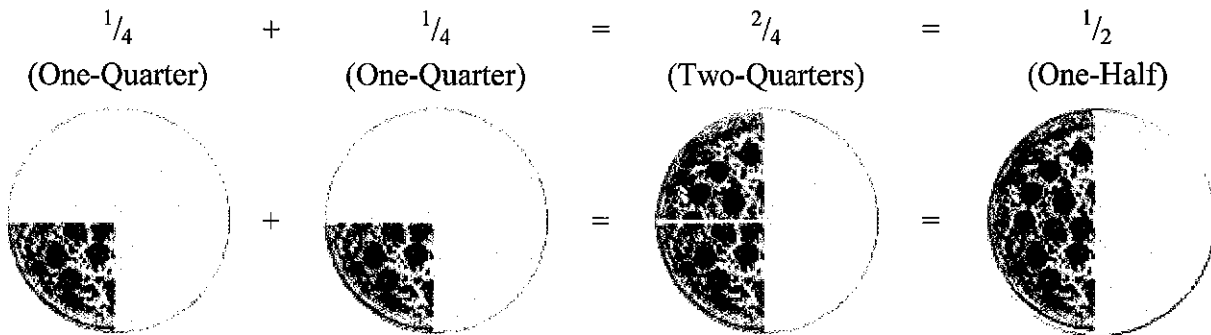 1/4 + 1/4 = 2/4 = 1/2
(One-Quarter) (One-Quarter) (Two-Quarters) (One-Half)
+ = =